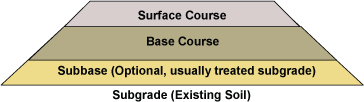 Surface Course
Base Course
Subbase (Optional, usually treated subgrade)
Subgrade (Existing Soil)